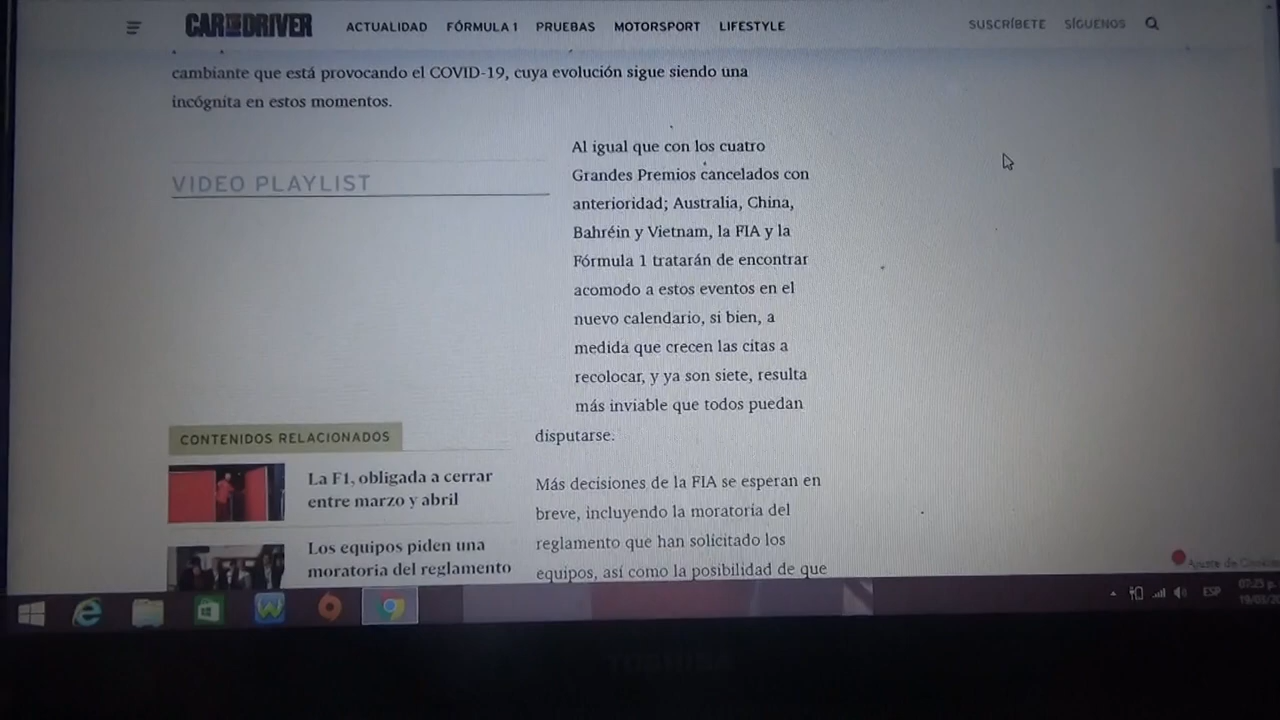 CAR AND DRIVER
ACTUALIDAD FÓRMULA 1 PRUEBAS MOTORSPORT LIFESTYLE
SUSCRÍBETE SÍGUENOS
cambiante que está provocando el COVID-19, cuya evolución sigue siendo una
incógnita en estos momentos.
VIDEO PLAYLIST
Al igual que con los cuatro
Grandes Premios cancelados con
anterioridad; Australia, China,
Bahréin y Vietnam, la FIA y la
Fórmula 1 tratarán de encontrar
acomodo a estos eventos en el
nuevo calendario, si bien, a
medida que crecen las citas a
recolocar, y ya son siete, resulta
más inviable que todos puedan
disputarse.
Más decisiones de la FIA se esperan en
breve, incluyendo la moratoria del
reglamento que han solicitado los
equipos, así como la posibilidad de que
CONTENIDOS RELACIONADOS
La F1, obligada a cerrar
entre marzo y abril
Los equipos piden una
moratoria del reglamento
Ajuste de
ESP
07:25 p.
TOSHIBA